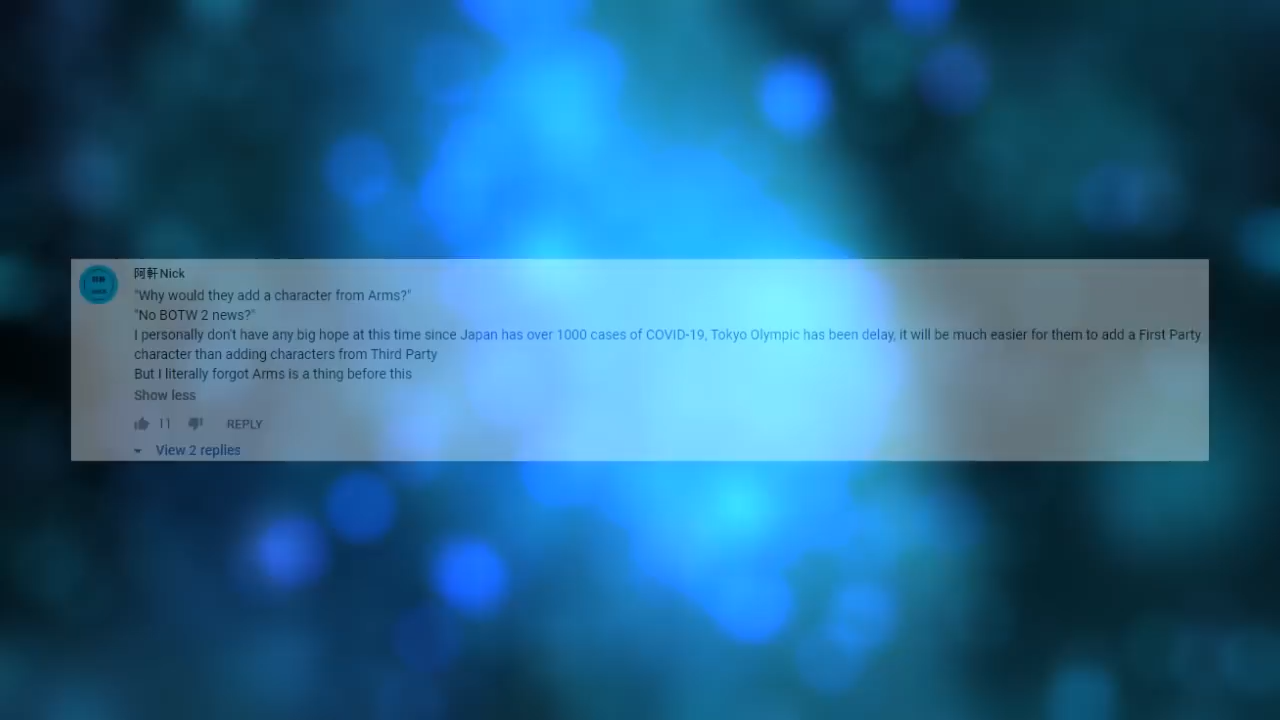 阿軒Nick
"Why would they add a character from Arms?"
"No BOTW 2 news?"
I personally don't have any big hope at this time since Japan has over 1000 cases of COVID-19, Tokyo Olympic has been delay, it will be much easier for them to add a First Party
character than adding characters from Third Party
But I literally forgot Arms is a thing before this
Show less
11 REPLY
View 2 replies